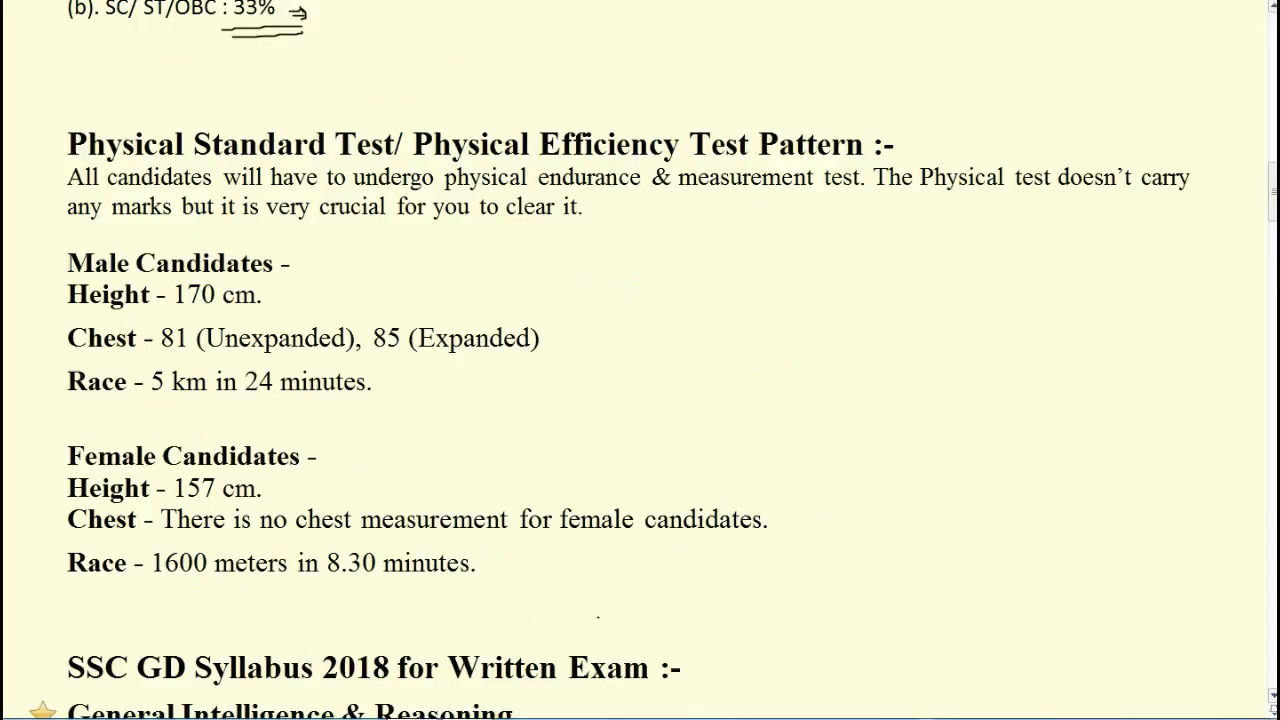 (b). SC/ ST/OBC : 33%
Physical Standard Test/ Physical Efficiency Test Pattern :-
All candidates will have to undergo physical endurance & measurement test. The Physical test doesn't carry
any marks but it is very crucial for you to clear it.
Male Candidates -
Height - 170 cm.
Chest - 81 (Unexpanded), 85 (Expanded)
Race - 5 km in 24 minutes.
Female Candidates -
Height - 157 cm.
Chest - There is no chest measurement for female candidates.
Race - 1600 meters in 8.30 minutes.
SSC GD Syllabus 2018 for Written Exam :-
General Intelligence & Reasoning